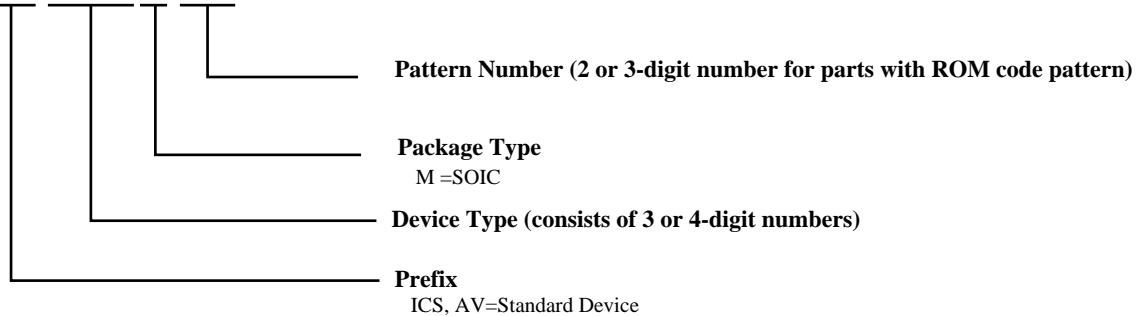 Pattern Number (2 or 3-digit number for parts with ROM code pattern)
Package Type
M =SOIC
Device Type (consists of 3 or 4-digit numbers)
Prefix
ICS, AV=Standard Device